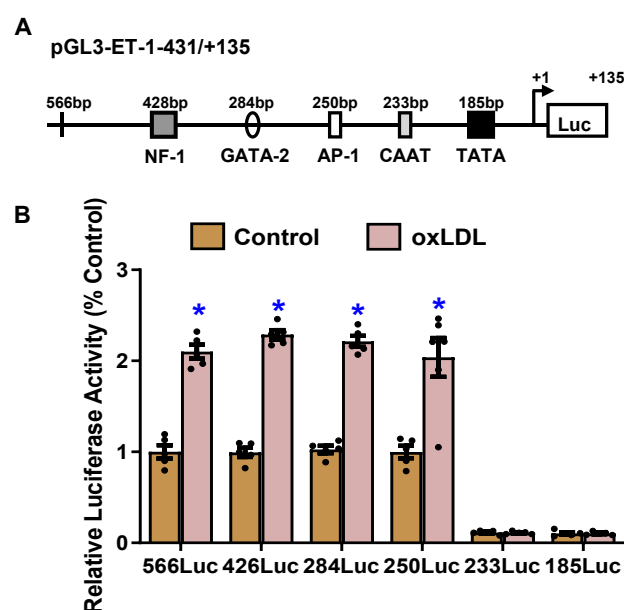 A
pGL3-ET-1-431/+135
566bp 428bp 284bp 250bp 233bp 185bp +1 +135
Luc
NF-1 GATA-2 AP-1 CAAT TATA
B
Control oxLDL
Relative Luciferase Activity (% Control)
3
* * * *
2
1
0
566Luc 426Luc 284Luc 250Luc 233Luc 185Luc